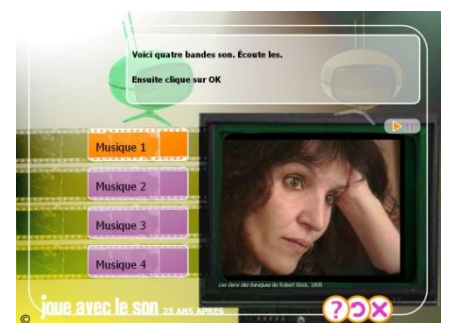 Voici quatre bandes son. Écoute les.
Ensuite clique sur OK
Musique 1
Musique 2
Musique 3
Musique 4
joue avec le son 25 ANS APRES
©